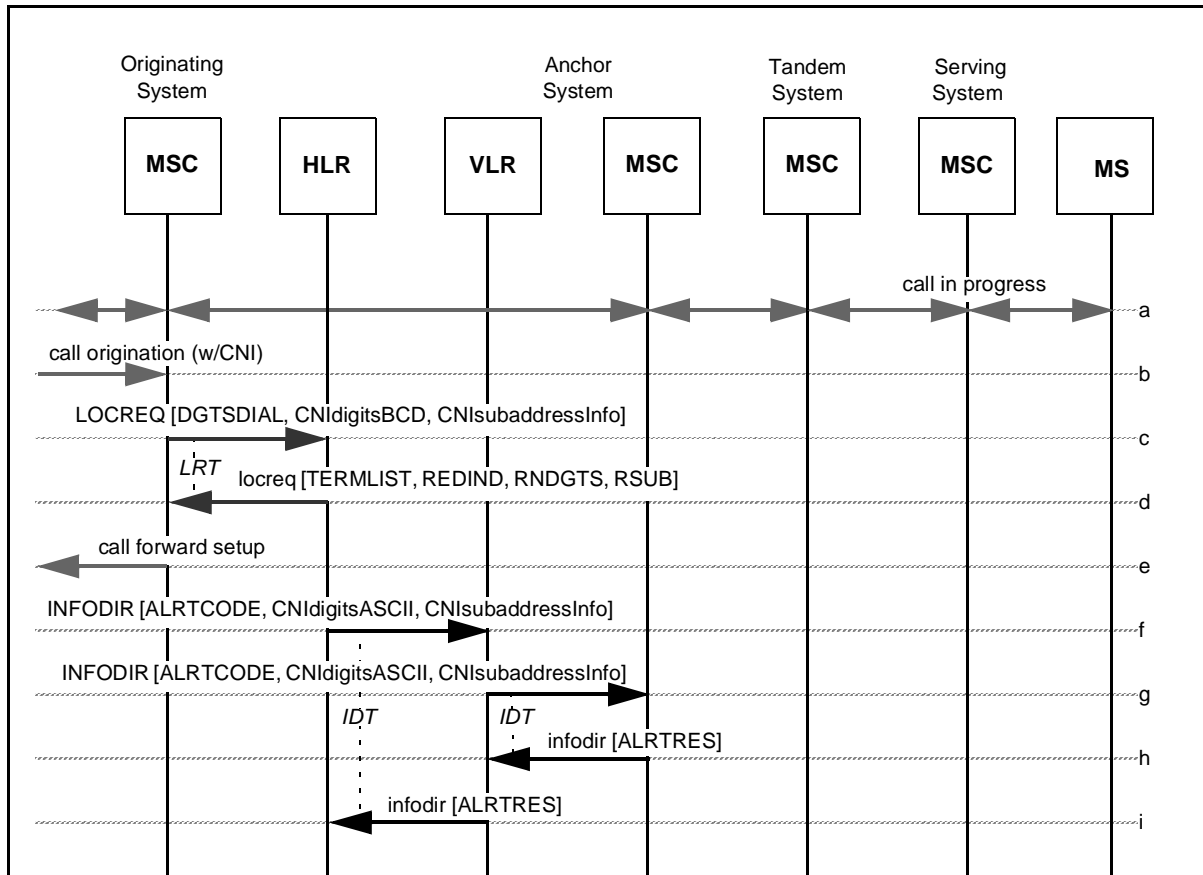 Originating
System
Anchor
System
Tandem
System
Serving
System
MSC
HLR
VLR
MSC
MSC
MSC
MS
call in progress
a
call origination (w/CNI)
b
LOCREQ [DGTSDIAL, CNIdigitsBCD, CNIsubaddressInfo]
c
LRT
locreq [TERMLIST, REDIND, RNDGTS, RSUB]
d
call forward setup
e
INFODIR [ALRTCODE, CNIdigitsASCII, CNIsubaddressInfo]
f
INFODIR [ALRTCODE, CNIdigitsASCII, CNIsubaddressInfo]
g
IDT
IDT
infodir [ALRTRES]
h
infodir [ALRTRES]
i